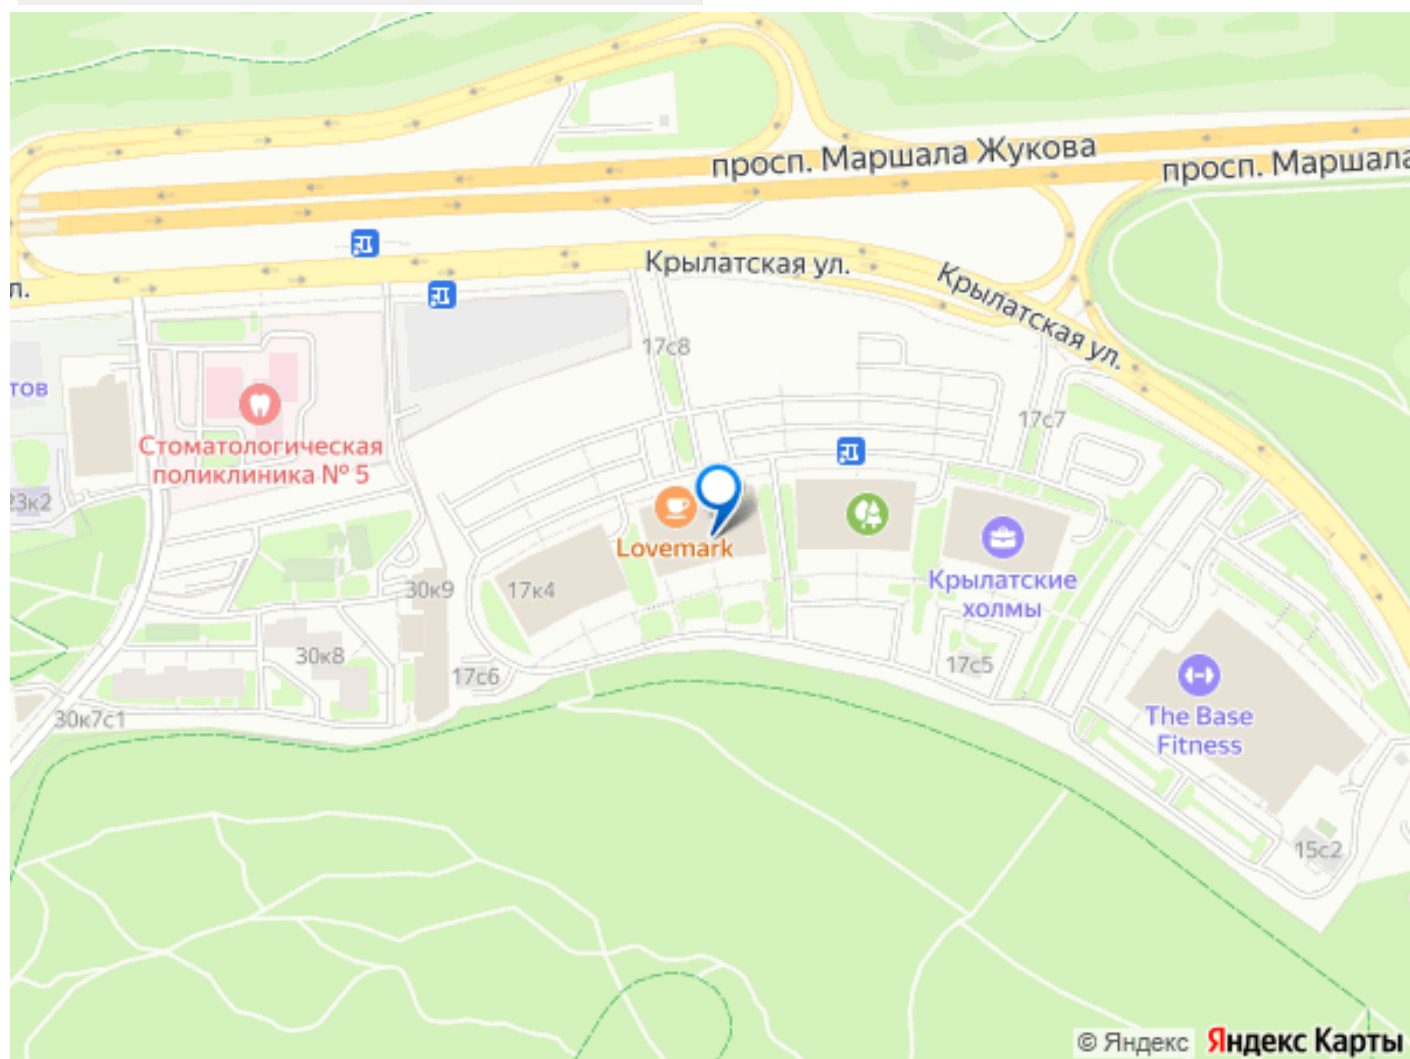 просп. Маршала Жукова
просп. Маршала
Крылатская ул.
Крылатская ул.
л.
17с8
тов
17с7
Стоматологическая
поликлиника № 5
23к2
Lovemark
Крылатские
холмы
30к9
17к4
30к8
17с6
17с5
30к7с1
The Base
Fitness
15с2
© Яндекс Яндекс Карты